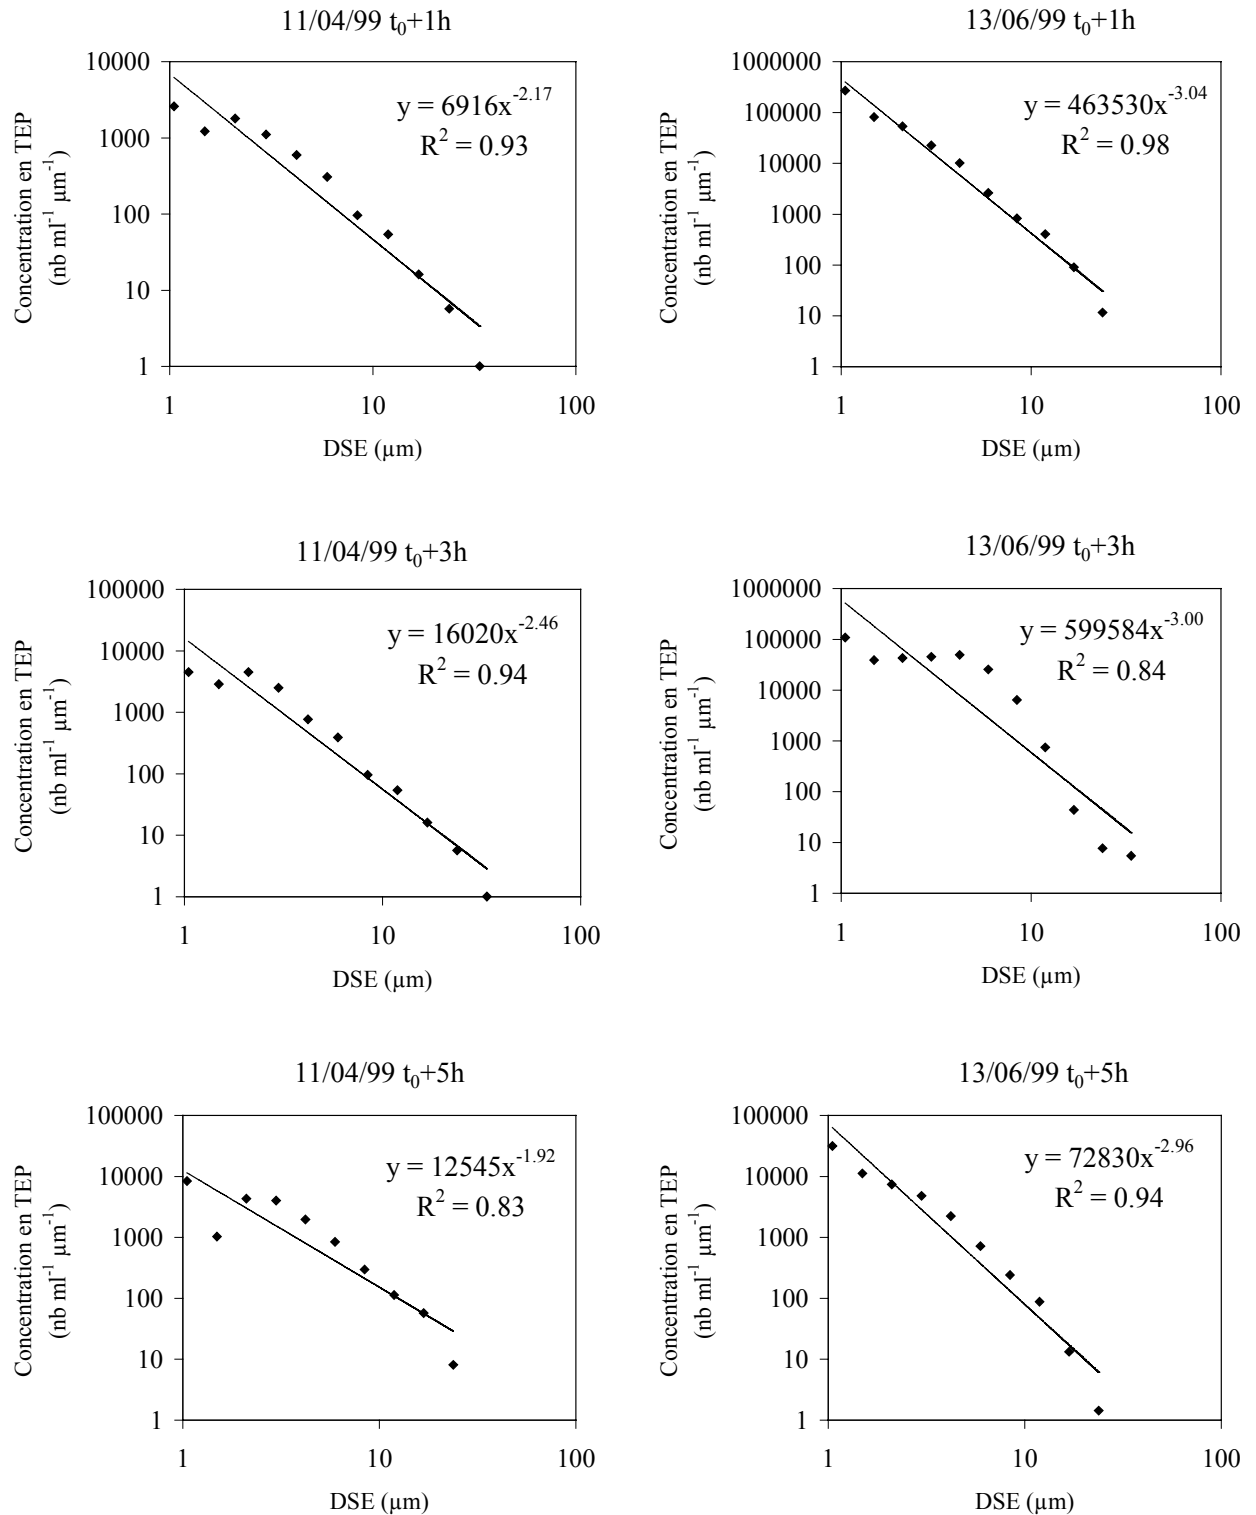 11/04/99 t₀+1h
Concentration en TEP
(nb ml⁻¹ µm⁻¹)
10000
1000
100
10
1
y = 6916x⁻²·¹⁷
R² = 0.93
1 10 100
DSE (µm)
13/06/99 t₀+1h
Concentration en TEP
(nb ml⁻¹ µm⁻¹)
1000000
100000
10000
1000
100
10
1
y = 463530x⁻³·⁰⁴
R² = 0.98
1 10 100
DSE (µm)
11/04/99 t₀+3h
Concentration en TEP
(nb ml⁻¹ µm⁻¹)
100000
10000
1000
100
10
1
y = 16020x⁻²·⁴⁶
R² = 0.94
1 10 100
DSE (µm)
13/06/99 t₀+3h
Concentration en TEP
(nb ml⁻¹ µm⁻¹)
1000000
100000
10000
1000
100
10
1
y = 599584x⁻³·⁰⁰
R² = 0.84
1 10 100
DSE (µm)
11/04/99 t₀+5h
Concentration en TEP
(nb ml⁻¹ µm⁻¹)
100000
10000
1000
100
10
1
y = 12545x⁻¹·⁹²
R² = 0.83
1 10 100
DSE (µm)
13/06/99 t₀+5h
Concentration en TEP
(nb ml⁻¹ µm⁻¹)
100000
10000
1000
100
10
1
y = 72830x⁻²·⁹⁶
R² = 0.94
1 10 100
DSE (µm)